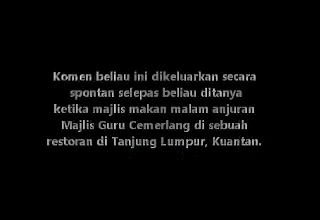 Komen beliau ini dikeluarkan secara
spontan selepas beliau ditanya
ketika majlis makan malam anjuran
Majlis Guru Cemerlang di sebuah
restoran di Tanjung Lumpur, Kuantan.